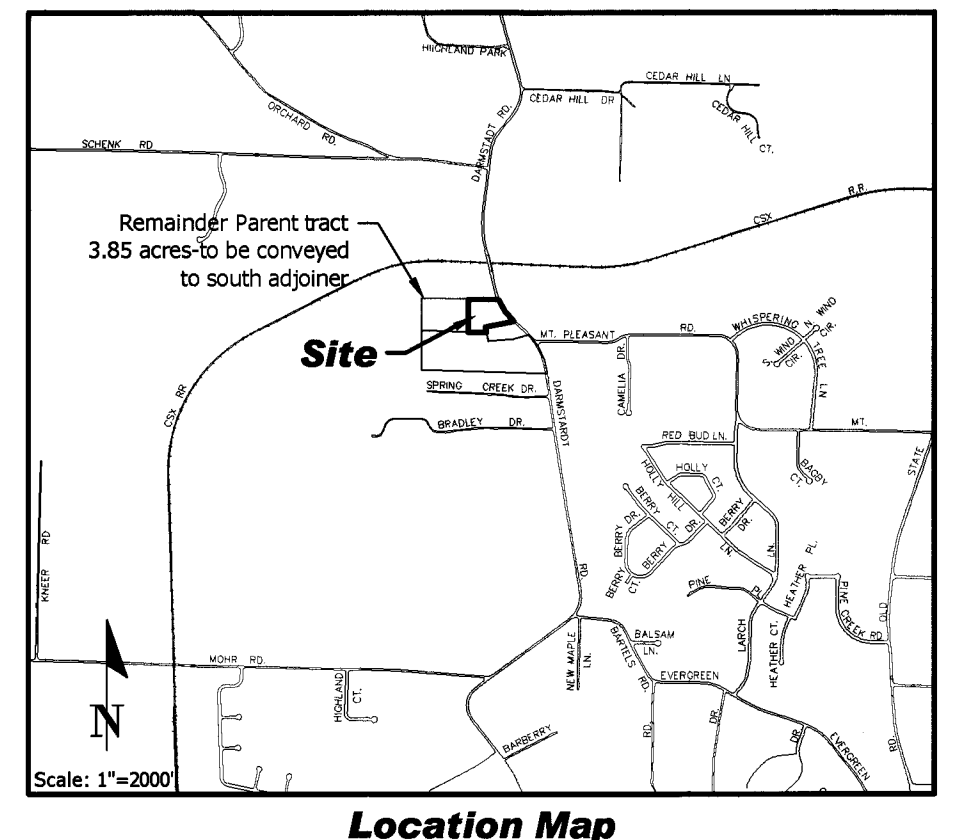 HIGHLAND PARK
CEDAR HILL LN
CEDAR HILL DR
CEDAR HILL
CT.
ORCHARD RD.
DARMSTADT RD.
SCHENK RD
CSX R.R.
Remainder Parent tract
3.85 acres-to be conveyed
to south adjoiner
Site
MT. PLEASANT RD.
WHISPERING
TREE LN
N WIND
CIR.
S. WIND
CIR.
CAMELIA DR.
SPRING CREEK DR.
DARMSTARDT
RD.
CSX RR
BRADLEY DR.
MT.
RED BUD LN.
HOLLY
CT.
HOLLY HILL
LN.
BAGBY
CT.
STATE
BERRY
CT.
BERRY
DR.
BERRY DR.
BERRY
DR.
BERRY
CT.
LN.
KNEER RD
PINE PL.
HEATHER PL.
PINE
CREEK RD
OLD
LARCH
HEATHER CT.
BALSAM
LN.
BARTELS
RD.
NEW MAPLE
LN.
MOHR RD.
EVERGREEN
HIGHLAND
CT.
RD.
DR.
DR.
EVERGREEN
RD.
BARBERRY
N
Scale: 1"=2000'
Location Map